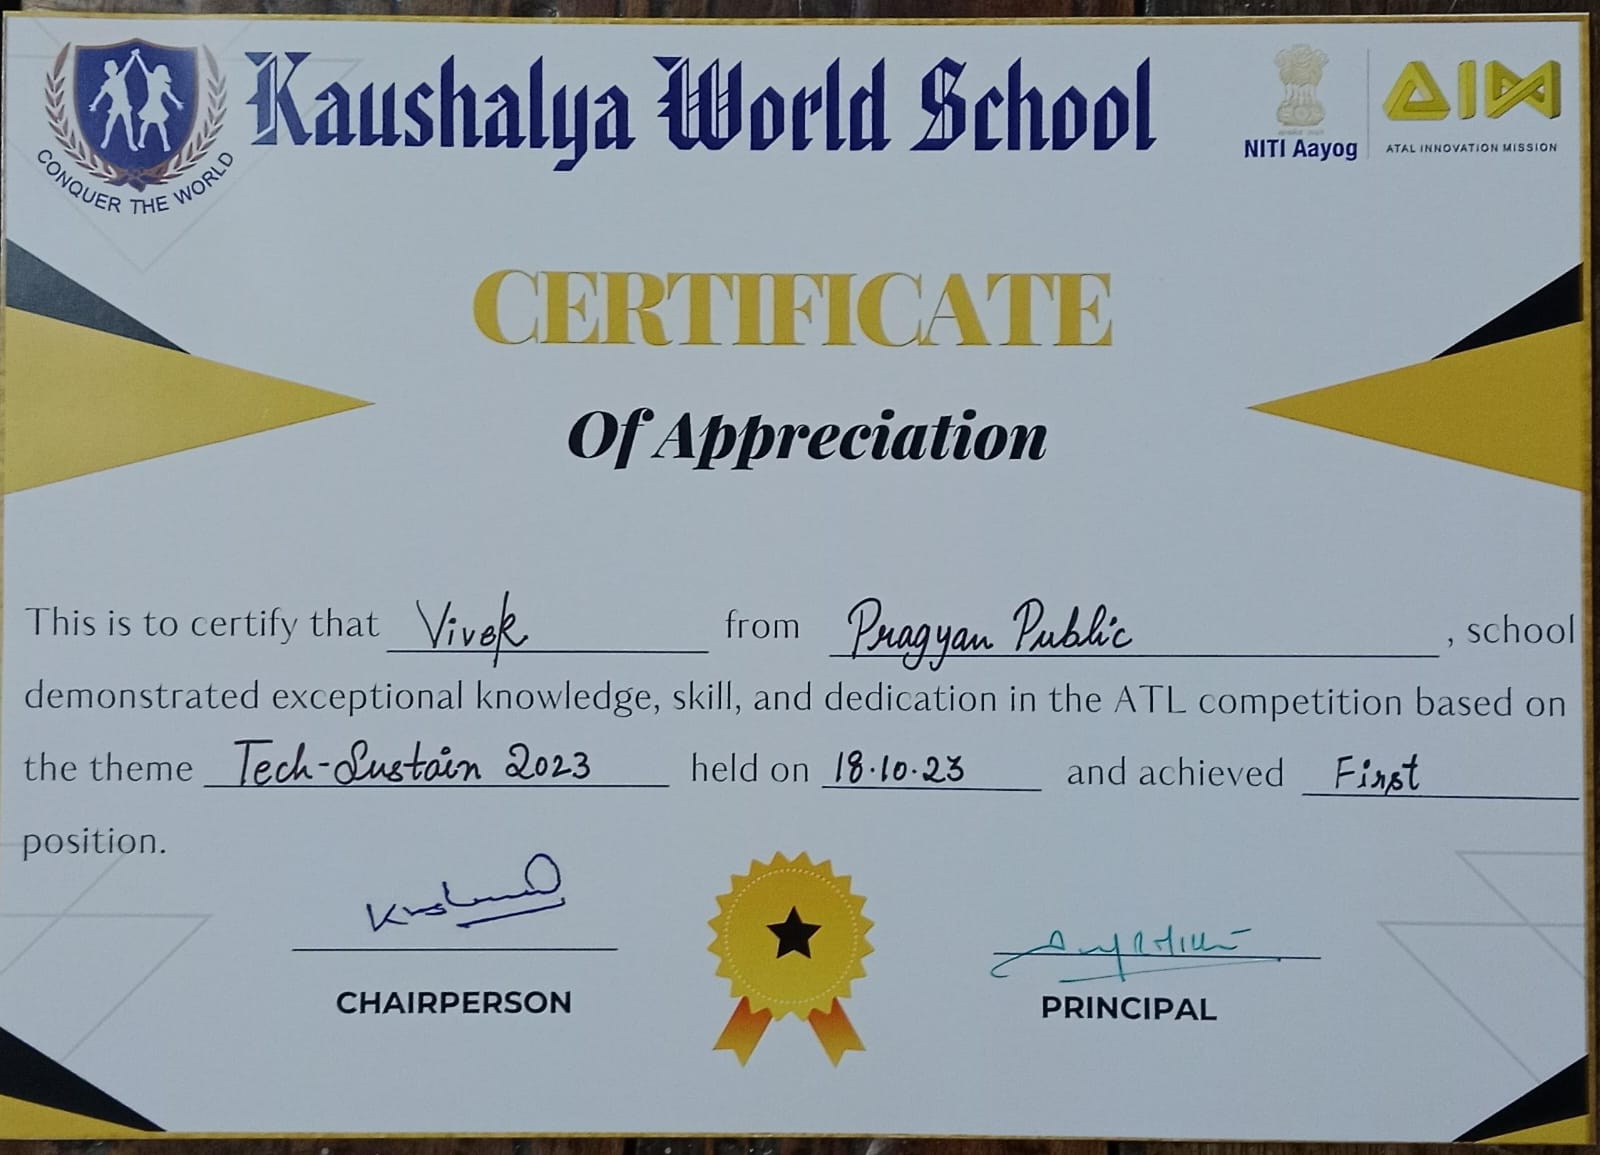 Kaushalya World School
CONQUER THE WORLD
NITI Aayog
AIM
ATAL INNOVATION MISSION
CERTIFICATE
Of Appreciation
This is to certify that Vivek from Pragyan Public , school
demonstrated exceptional knowledge, skill, and dedication in the ATL competition based on
the theme Tech-Sustain 2023 held on 18.10.23 and achieved First
position.
CHAIRPERSON
PRINCIPAL